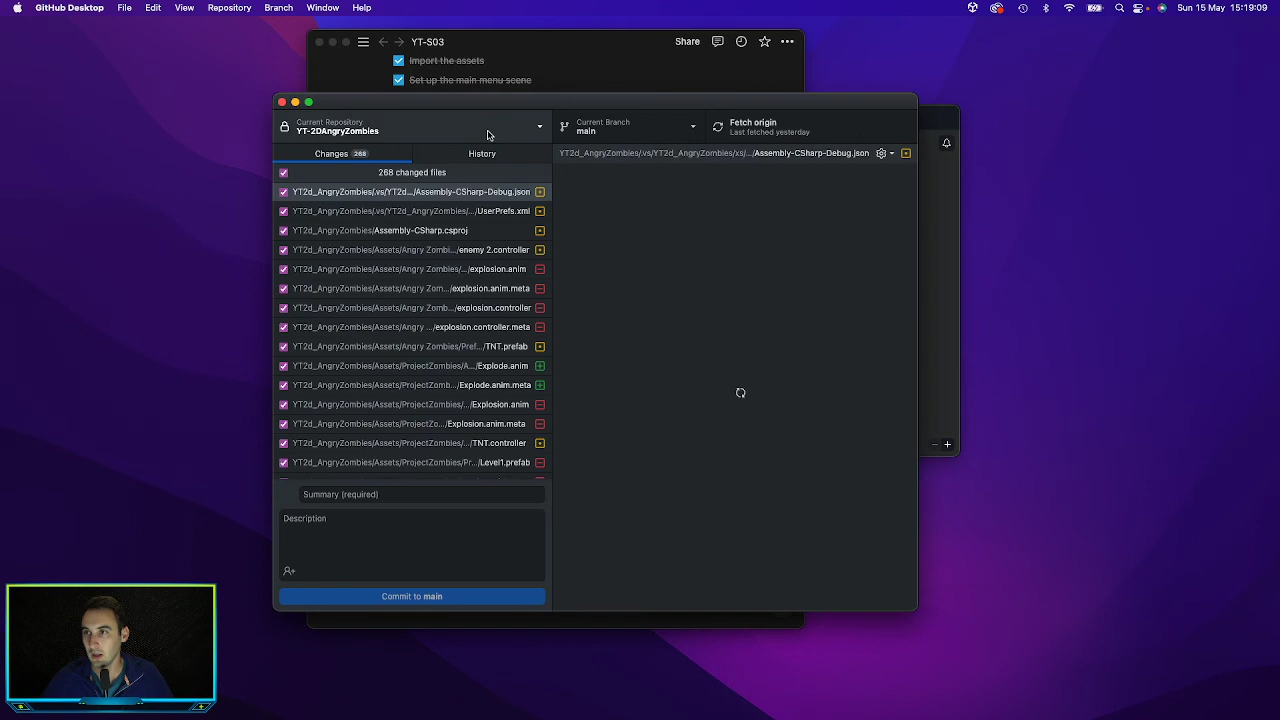 GitHub Desktop File Edit View Repository Branch Window Help Sun 15 May 15:19:09
YT-S03 Share
Import the assets
Set up the main menu scene
Current Repository
YT-2DAngryZombles
Current Branch
main
Fetch origin
Last fetched yesterday
Changes 268 History
YT2d_AngryZombies/.vs/YT2d_AngryZombies/xs/.../Assembly-CSharp-Debug.json
268 changed files
YT2d_AngryZombies/.vs/YT2d.../Assembly-CSharp-Debug.json
YT2d_AngryZombies/.vs/YT2d_AngryZombies/.../UserPrefs.xml
YT2d_AngryZombies/Assembly-CSharp.csproj
YT2d_AngryZombies/Assets/Angry Zombi.../enemy 2.controller
YT2d_AngryZombies/Assets/Angry Zombies/.../explosion.anim
YT2d_AngryZombies/Assets/Angry Zom.../explosion.anim.meta
YT2d_AngryZombies/Assets/Angry Zomb.../explosion.controller
YT2d_AngryZombies/Assets/Angry .../explosion.controller.meta
YT2d_AngryZombies/Assets/Angry Zombies/Pref.../TNT.prefab
YT2d_AngryZombies/Assets/ProjectZombies/A.../Explode.anim
YT2d_AngryZombies/Assets/ProjectZomb.../Explode.anim.meta
YT2d_AngryZombies/Assets/ProjectZombies/.../Explosion.anim
YT2d_AngryZombies/Assets/ProjectZo.../Explosion.anim.meta
YT2d_AngryZombies/Assets/ProjectZombies/.../TNT.controller
YT2d_AngryZombies/Assets/ProjectZombies/Pr.../Level1.prefab
Summary (required)
Description
Commit to main